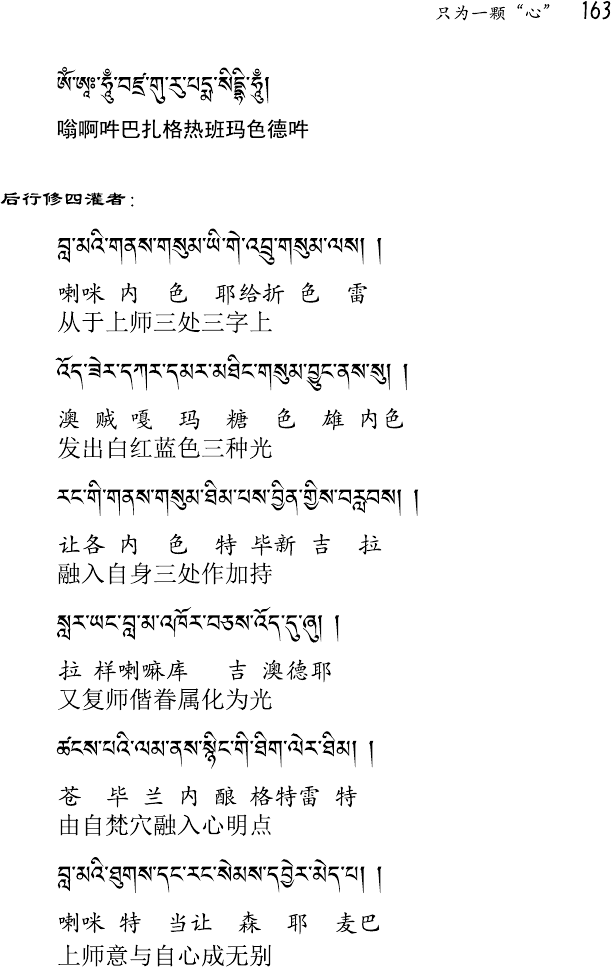 只为一颗“心” 163
ༀ་ཨཱཿ་ཧཱུྃ་བཛྲ་གུ་རུ་པདྨ་སིདྡྷི་ཧཱུྃ།
嗡啊吽巴扎格热班玛色德吽
后行修四灌者：
བླ་མའི་གནས་གསུམ་ཡི་གེ་འབྲུ་གསུམ་ལས། །
喇咪 内 色 耶给折 色 雷
从于上师三处三字上
འོད་ཟེར་དཀར་དམར་མཐིང་གསུམ་བྱུང་ནས་སུ། །
澳 贼 嘎 玛 糖 色 雄 内色
发出白红蓝色三种光
རང་གི་གནས་གསུམ་ཐིམ་པས་བྱིན་གྱིས་བརླབས། །
让各 内 色 特 毕新 吉 拉
融入自身三处作加持
སླར་ཡང་བླ་མ་འཁོར་བཅས་འོད་དུ་ཞུ། །
拉 样喇嘛库 吉 澳德耶
又复师偕眷属化为光
ཚངས་པའི་ལམ་ནས་སྙིང་གི་ཐིག་ལེར་ཐིམ། །
苍 毕 兰 内 酿 格特雷 特
由自梵穴融入心明点
བླ་མའི་ཐུགས་དང་རང་སེམས་དབྱེར་མེད་པ། །
喇咪 特 当让 森 耶 麦巴
上师意与自心成无别